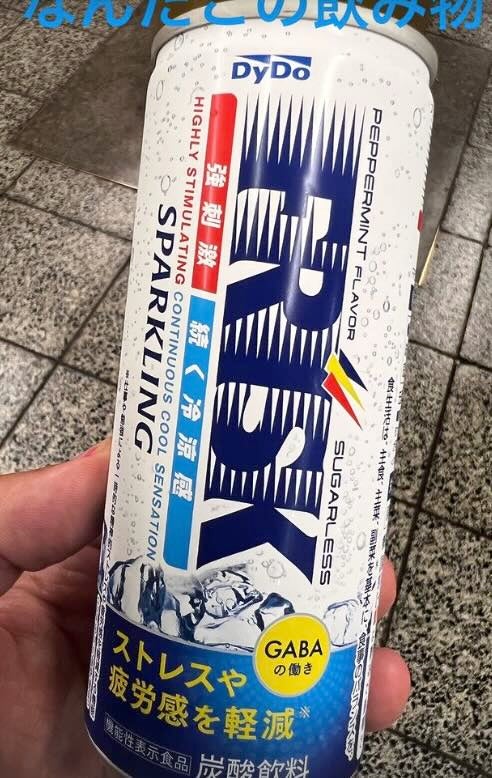 なんだこの飲み物
DyDo
PEPPERMINT FLAVOR
FRISK
SUGARLESS
強刺激
続く冷涼感
HIGHLY STIMULATING CONTINUOUS COOL SENSATION
SPARKLING
GABA
の働き
ストレスや
疲労感を軽減※
機能性表示食品
炭酸飲料